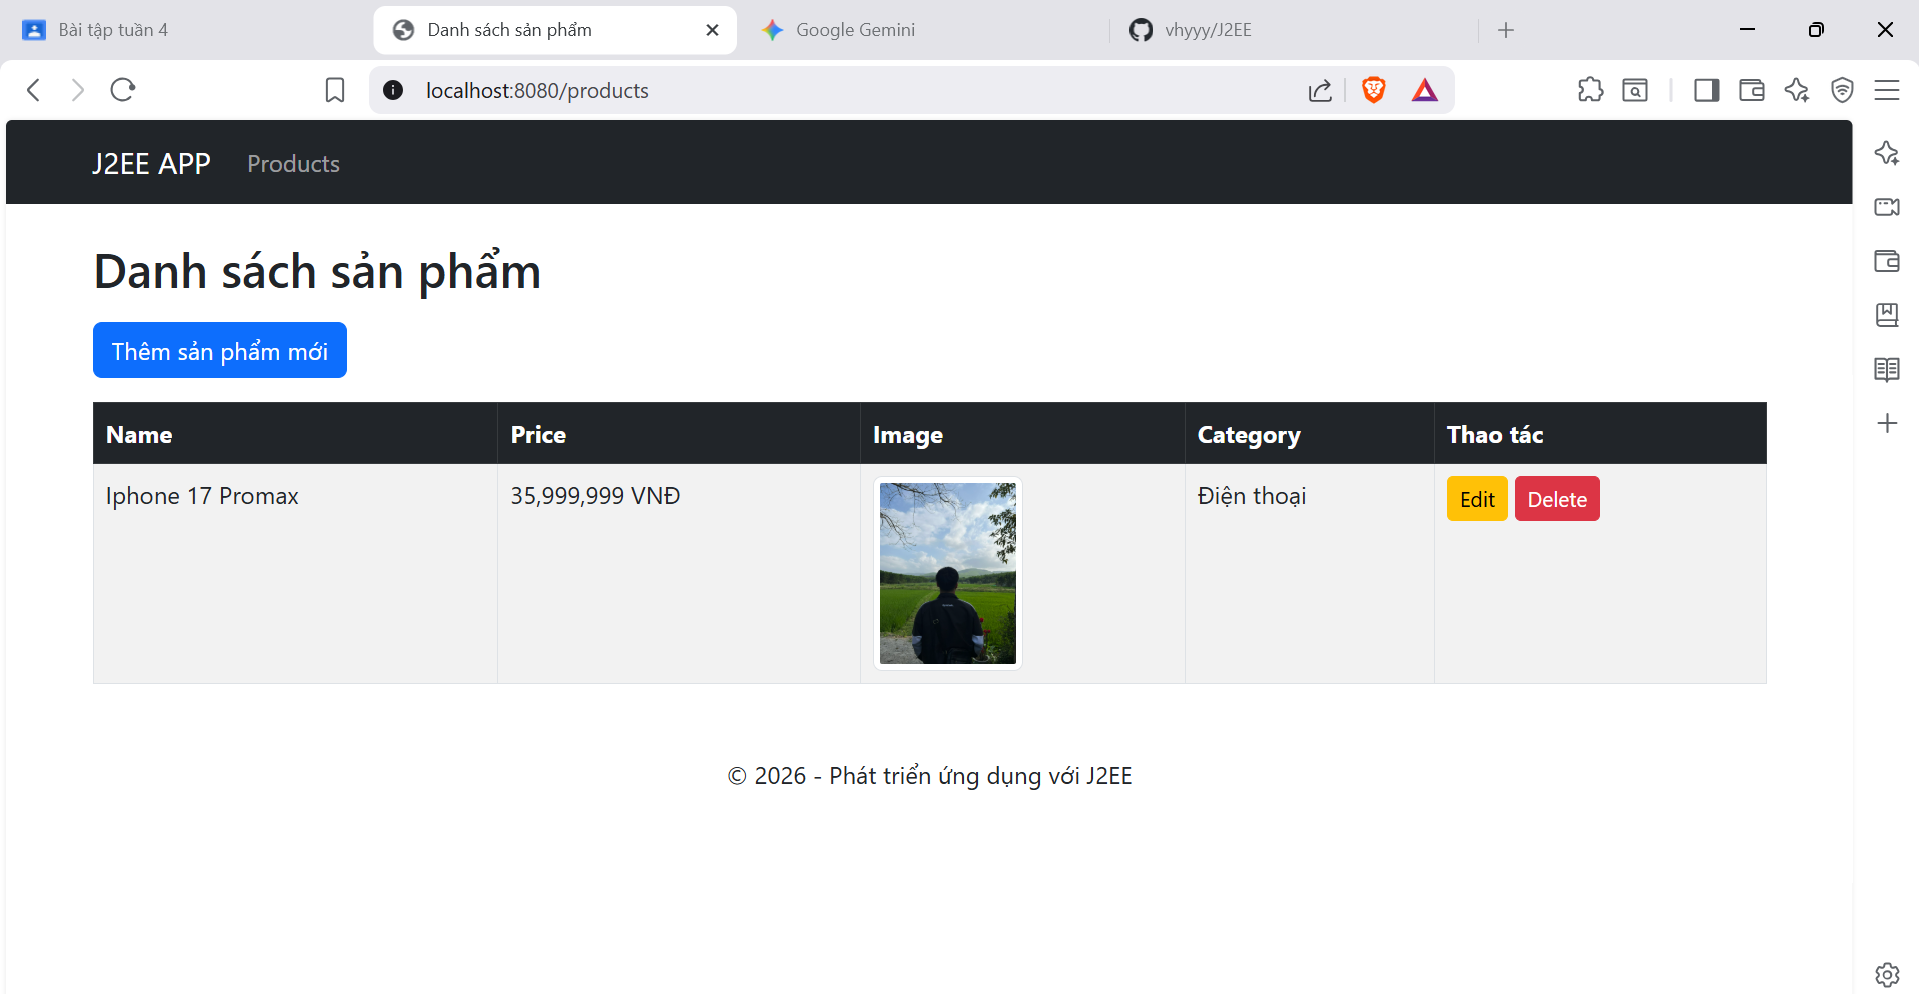 Bài tập tuần 4
Danh sách sản phẩm
Google Gemini
vhyyy/J2EE
localhost:8080/products
J2EE APP
Products
Danh sách sản phẩm
Thêm sản phẩm mới
Name Price Image Category Thao tác
Iphone 17 Promax 35,999,999 VNĐ Điện thoại Edit Delete
© 2026 - Phát triển ứng dụng với J2EE